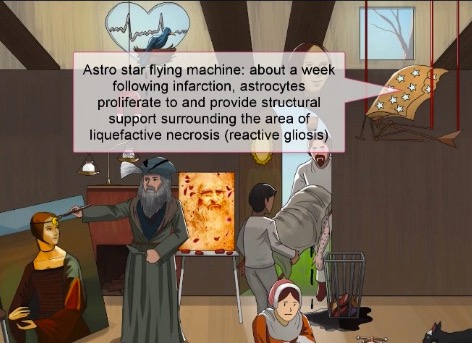 Astro star flying machine: about a week
following infarction, astrocytes
proliferate to and provide structural
support surrounding the area of
liquefactive necrosis (reactive gliosis)